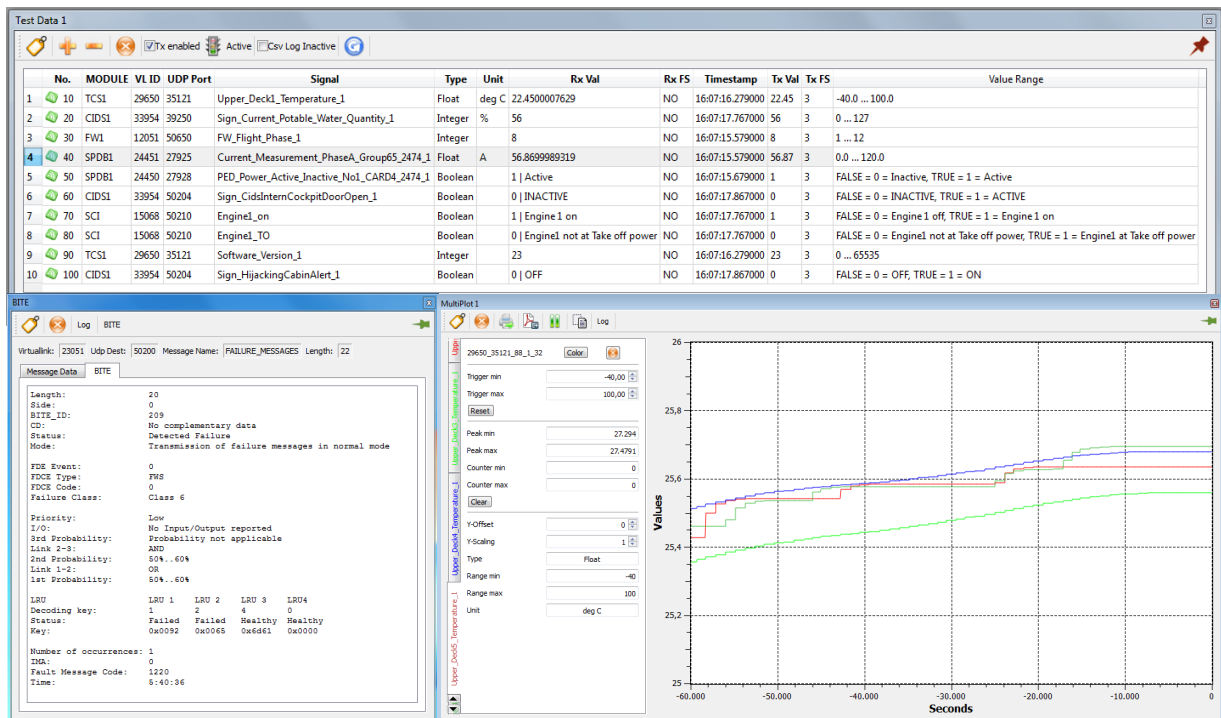 Test Data 1
Tx enabled Active Csv Log Inactive
No. MODULE VL ID UDP Port Signal Type Unit Rx Val Rx FS Timestamp Tx Val Tx FS Value Range
1 10 TCS1 29650 35121 Upper_Deck1_Temperature_1 Float deg C 22.4500007629 NO 16:07:16.279000 22.45 3 -40.0 ... 100.0
2 20 CIDS1 33954 39250 Sign_Current_Potable_Water_Quantity_1 Integer % 56 NO 16:07:17.767000 56 3 0 ... 127
3 30 FW1 12051 50650 FW_Flight_Phase_1 Integer 8 NO 16:07:15.579000 8 3 1 ... 12
4 40 SPDB1 24451 27925 Current_Measurement_PhaseA_Group65_2474_1 Float A 56.8699989319 NO 16:07:15.579000 56.87 3 0.0 ... 120.0
5 50 SPDB1 24450 27928 PED_Power_Active_Inactive_No1_CARD4_2474_1 Boolean 1 | Active NO 16:07:15.679000 1 3 FALSE = 0 = Inactive, TRUE = 1 = Active
6 60 CIDS1 33954 50204 Sign_CidsInternCockpitDoorOpen_1 Boolean 0 | INACTIVE NO 16:07:17.867000 0 3 FALSE = 0 = INACTIVE, TRUE = 1 = ACTIVE
7 70 SCI 15068 50210 Engine1_on Boolean 1 | Engine 1 on NO 16:07:17.767000 1 3 FALSE = 0 = Engine 1 off, TRUE = 1 = Engine 1 on
8 80 SCI 15068 50210 Engine1_TO Boolean 0 | Engine1 not at Take off power NO 16:07:17.767000 0 3 FALSE = 0 = Engine1 not at Take off power, TRUE = 1 = Engine1 at Take off power
9 90 TCS1 29650 35121 Software_Version_1 Integer 23 NO 16:07:16.279000 23 3 0 ... 65535
10 100 CIDS1 33954 50204 Sign_HijackingCabinAlert_1 Boolean 0 | OFF NO 16:07:17.867000 0 3 FALSE = 0 = OFF, TRUE = 1 = ON
BITE
Log BITE
Virtuallink: 23051 Udp Dest: 50200 Message Name: FAILURE_MESSAGES Length: 22
Message Data BITE
Length: 20
Side: 0
BITE_ID: 209
CD: No complementary data
Status: Detected Failure
Mode: Transmission of failure messages in normal mode
FDE Event: 0
FDCE Type: FWS
FDCE Code: 0
Failure Class: Class 6
Priority: Low
I/O: No Input/Output reported
3rd Probability: Probability not applicable
Link 2-3: AND
2nd Probability: 50%..60%
Link 1-2: OR
1st Probability: 50%..60%
LRU LRU 1 LRU 2 LRU 3 LRU4
Decoding key: 1 2 4 0
Status: Failed Failed Healthy Healthy
Key: 0x0092 0x0065 0x6d61 0x0000
Number of occurrences: 1
IMA: 0
Fault Message Code: 1220
Time: 5:40:36
MultiPlot 1
Log
Upper
Upper_Deck3_Temperature_1
Upper_Deck4_Temperature_1
Upper_Deck5_Temperature_1
29650_35121_88_1_32 Color
Trigger min -40,00
Trigger max 100,00
Reset
Peak min 27.294
Peak max 27.4791
Counter min 0
Counter max 0
Clear
Y-Offset 0
Y-Scaling 1
Type Float
Range min -40
Range max 100
Unit deg C
Values
26
25,8
25,6
25,4
25,2
25
-60.000 -50.000 -40.000 -30.000 -20.000 -10.000 0
Seconds